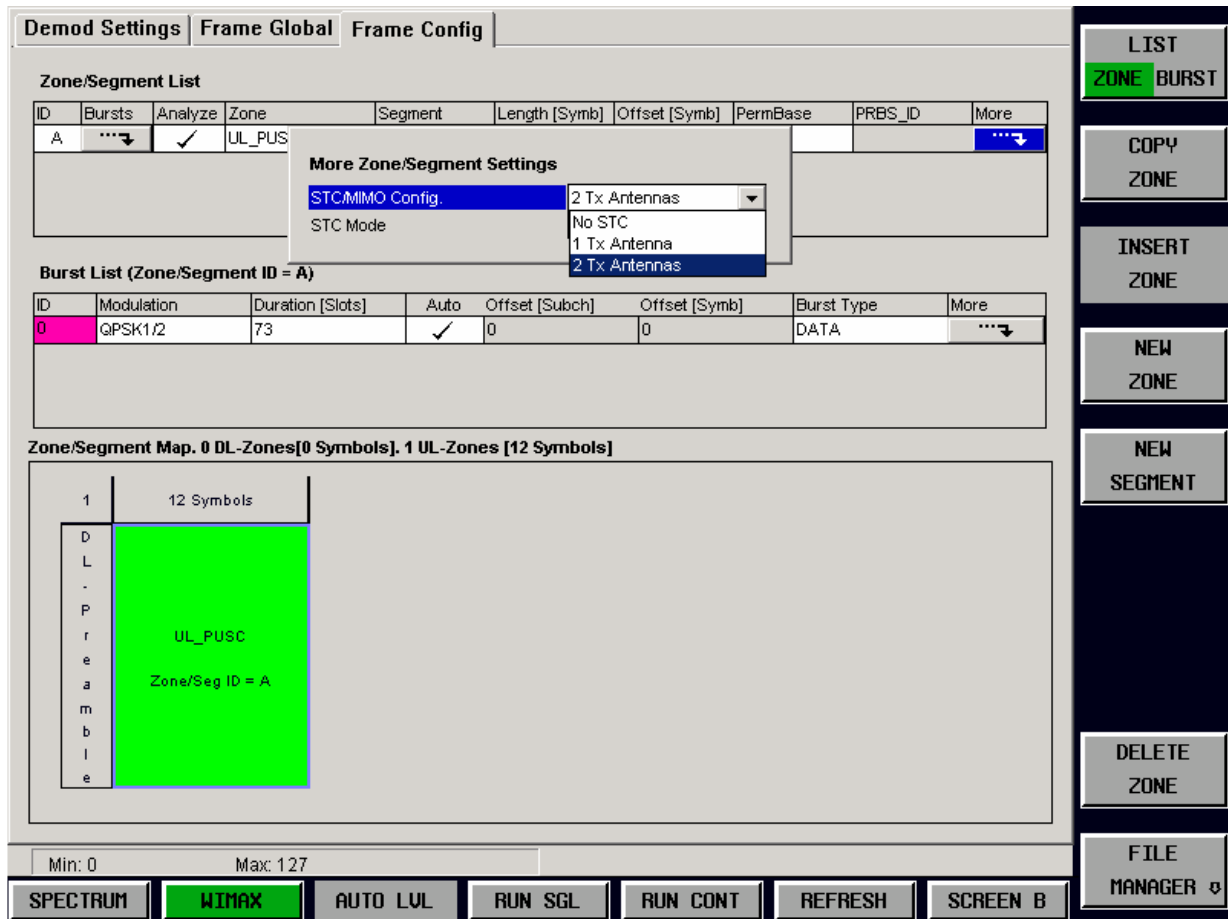 Demod Settings Frame Global Frame Config
Zone/Segment List
ID Bursts Analyze Zone Segment Length [Symb] Offset [Symb] PermBase PRBS_ID More
A UL_PUS
More Zone/Segment Settings
STC/MIMO Config. 2 Tx Antennas
STC Mode
No STC
1 Tx Antenna
2 Tx Antennas
Burst List (Zone/Segment ID = A)
ID Modulation Duration [Slots] Auto Offset [Subch] Offset [Symb] Burst Type More
0 QPSK1/2 73 0 0 DATA
Zone/Segment Map. 0 DL-Zones[0 Symbols]. 1 UL-Zones [12 Symbols]
1 12 Symbols
DL-Preamble
UL_PUSC
Zone/Seg ID = A
Min: 0 Max: 127
LIST
ZONE BURST
COPY
ZONE
INSERT
ZONE
NEW
ZONE
NEW
SEGMENT
DELETE
ZONE
FILE
MANAGER
SPECTRUM WIMAX AUTO LVL RUN SGL RUN CONT REFRESH SCREEN B